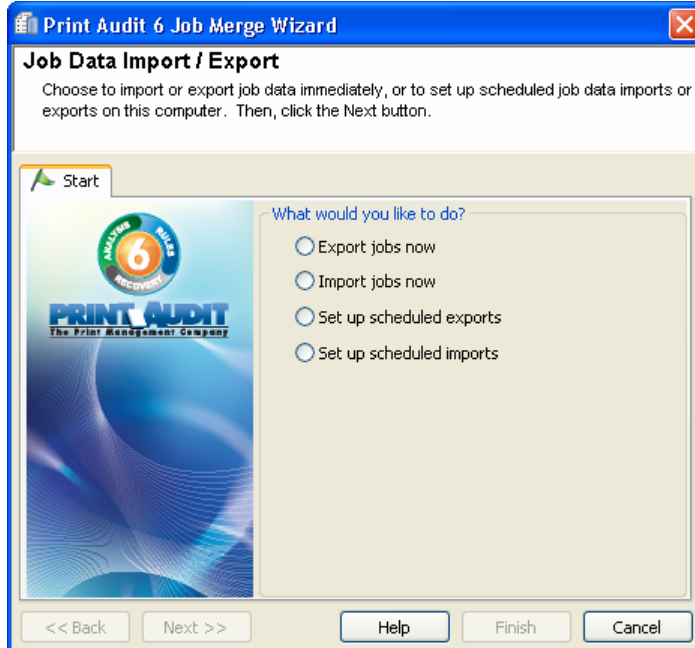 Print Audit 6 Job Merge Wizard
Job Data Import / Export
Choose to import or export job data immediately, or to set up scheduled job data imports or
exports on this computer. Then, click the Next button.
Start
What would you like to do?
ANALYSIS RULES
6
RECOVERY
PRINT AUDIT
The Print Management Company
Export jobs now
Import jobs now
Set up scheduled exports
Set up scheduled imports
<< Back Next >> Help Finish Cancel